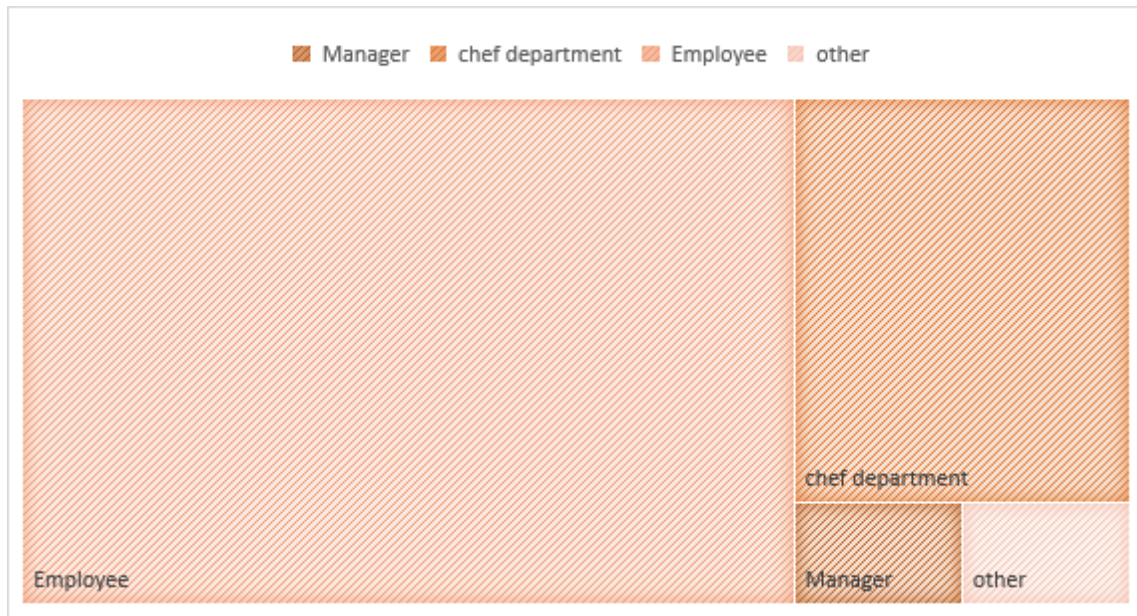 Manager chef department Employee other
chef department
Employee
Manager
other